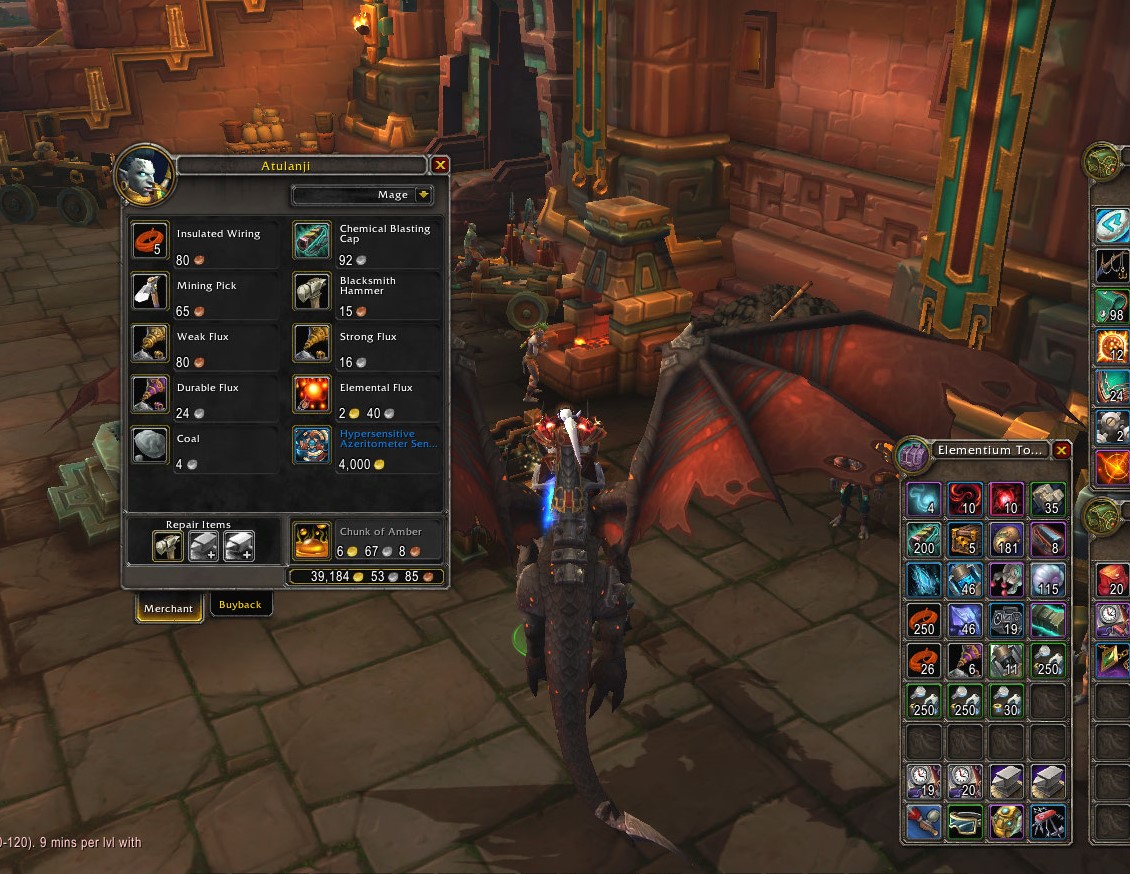 Atulanji
Mage
Insulated Wiring
5
80
Chemical Blasting
Cap
92
Mining Pick
65
Blacksmith
Hammer
15
Weak Flux
80
Strong Flux
16
Durable Flux
24
Elemental Flux
2 40
Coal
4
Hypersensitive
Azeritometer Sen...
4,000
Repair Items
Chunk of Amber
6 67 8
39,184 53 85
Merchant
Buyback
0-120). 9 mins per lvl with
Elementium To...
4 10 10 35
200 5 181 8
46 115
250 46 19
26 6 11 250
250 250 30
19 20
98
12
24
2
20